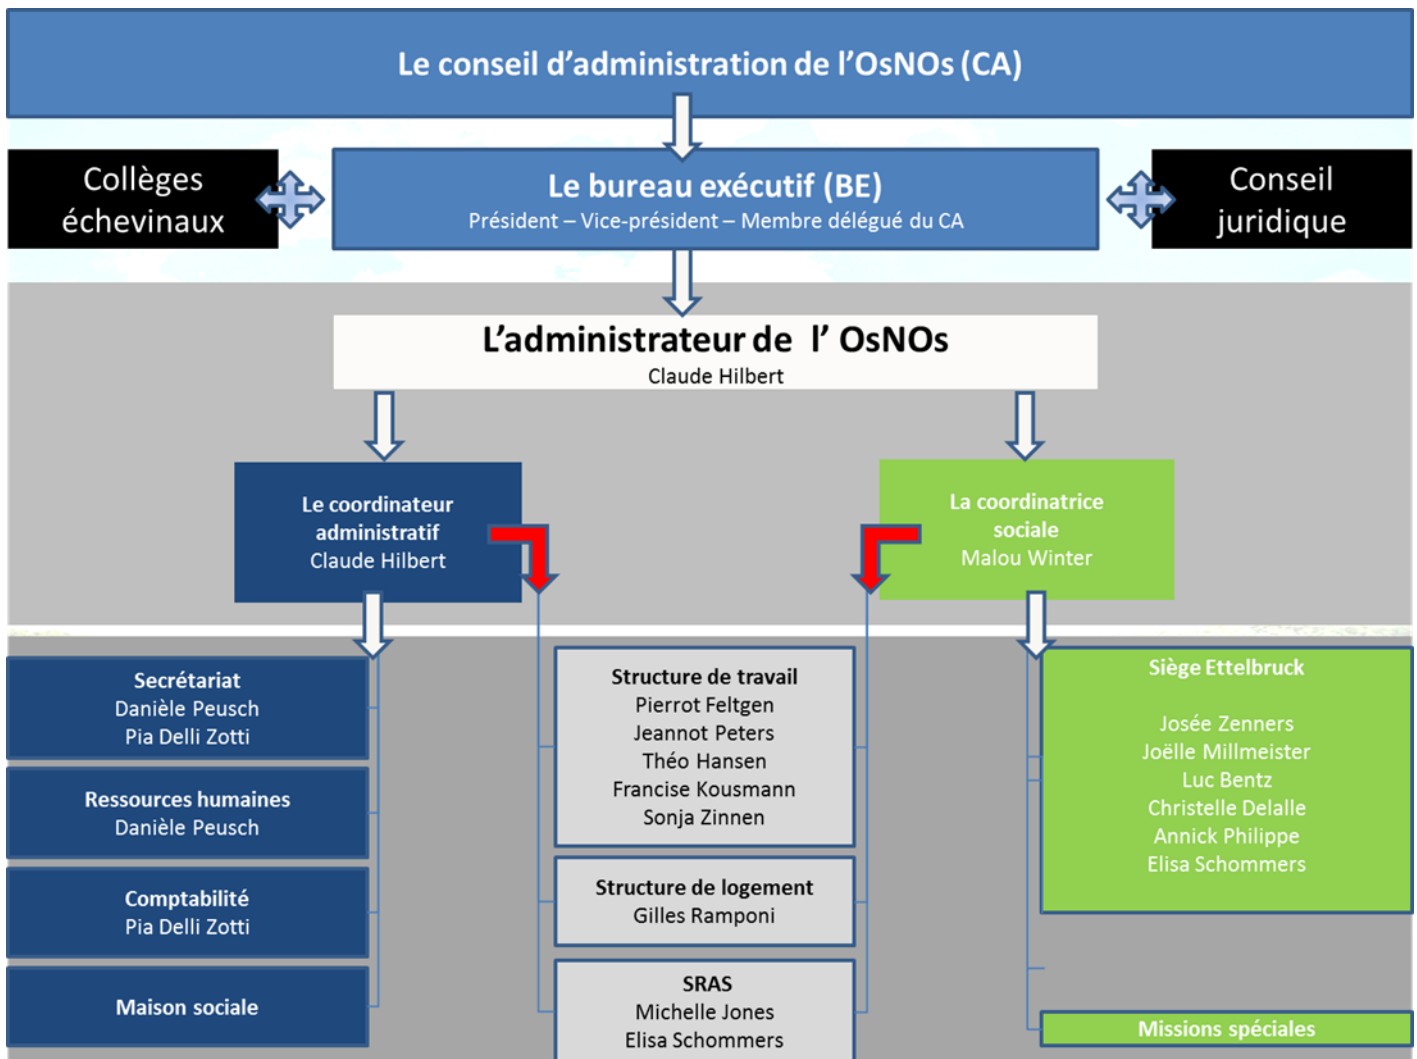 Le conseil d'administration de l'OsNOs (CA)
Collèges
échevinaux
Le bureau exécutif (BE)
Président – Vice-président – Membre délégué du CA
Conseil
juridique
L'administrateur de l' OsNOs
Claude Hilbert
Le coordinateur
administratif
Claude Hilbert
La coordinatrice
sociale
Malou Winter
Secrétariat
Danièle Peusch
Pia Delli Zotti
Ressources humaines
Danièle Peusch
Comptabilité
Pia Delli Zotti
Maison sociale
Structure de travail
Pierrot Feltgen
Jeannot Peters
Théo Hansen
Francise Kousmann
Sonja Zinnen
Structure de logement
Gilles Ramponi
SRAS
Michelle Jones
Elisa Schommers
Siège Ettelbruck
Josée Zenners
Joëlle Millmeister
Luc Bentz
Christelle Delalle
Annick Philippe
Elisa Schommers
Missions spéciales